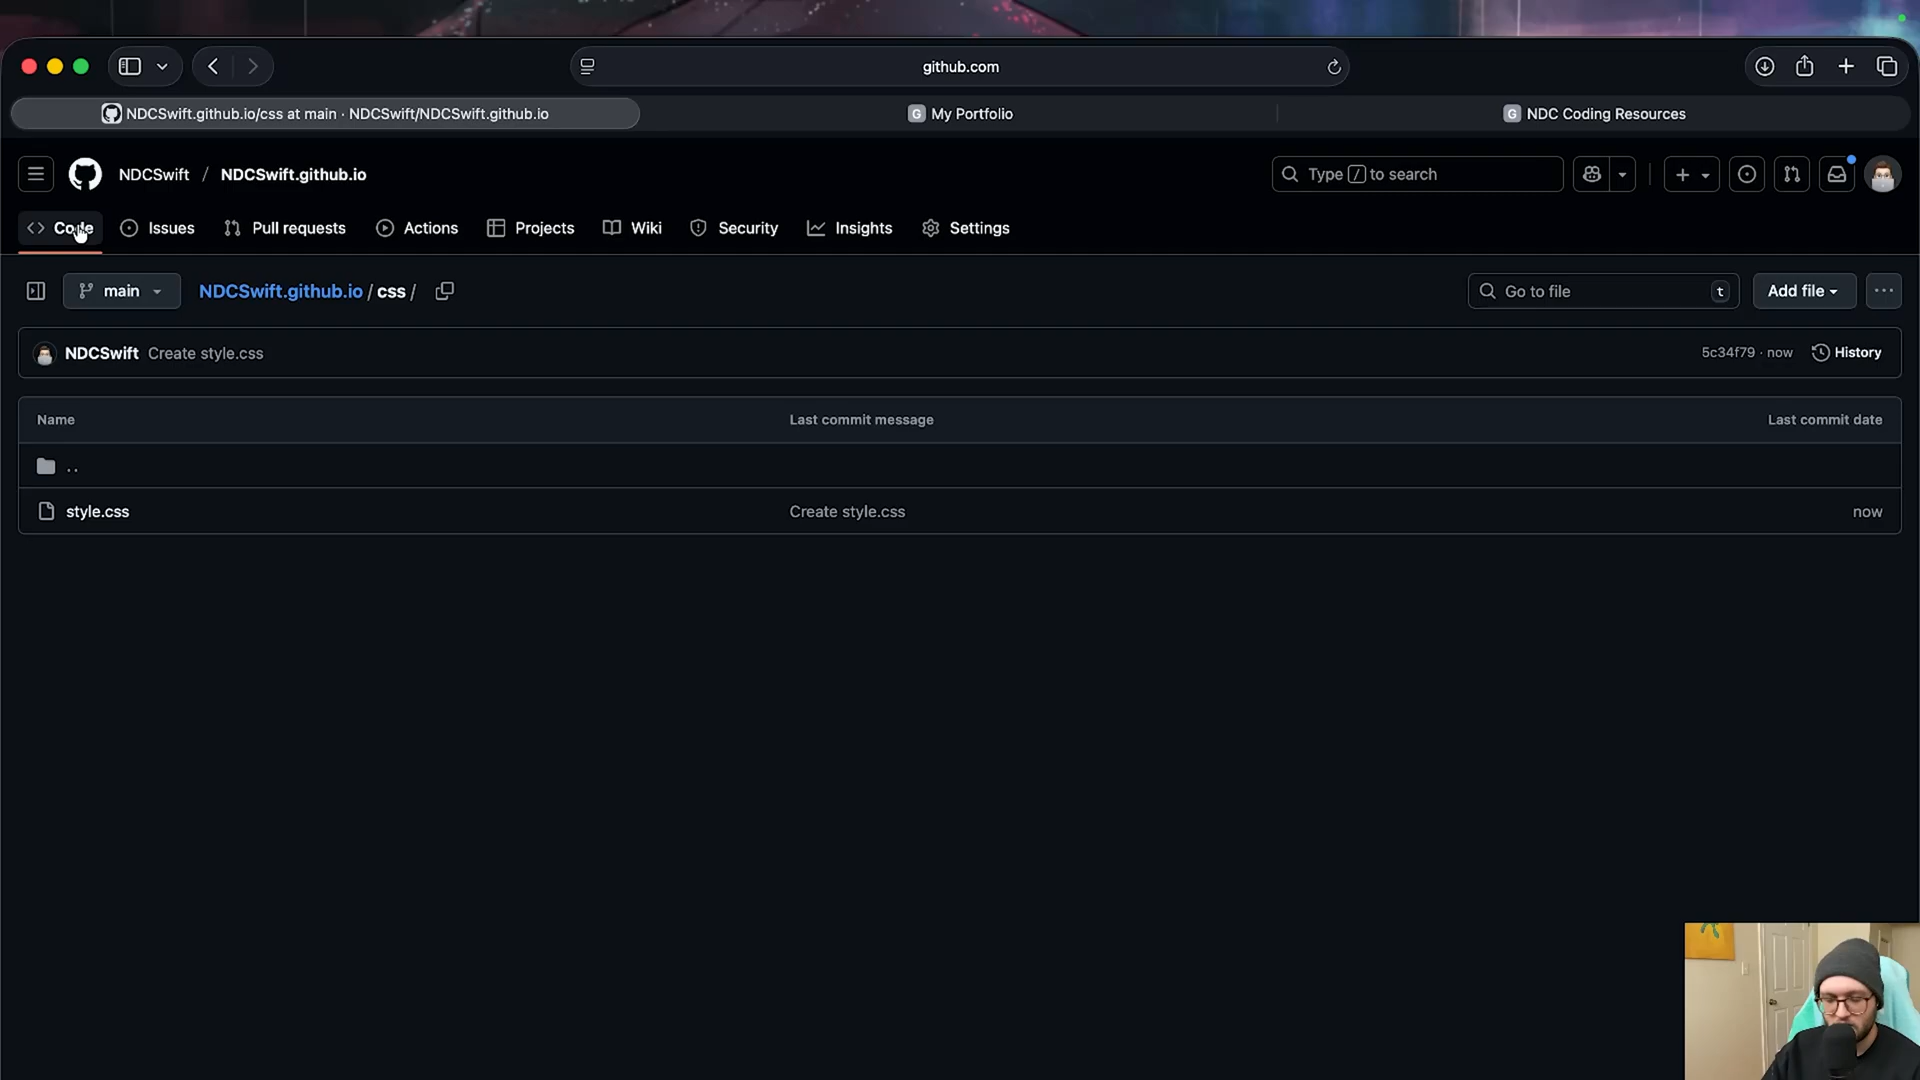 github.com
NDCSwift.github.io/css at main · NDCSwift/NDCSwift.github.io
G My Portfolio
G NDC Coding Resources
NDCSwift / NDCSwift.github.io
Type / to search
Code
Issues
Pull requests
Actions
Projects
Wiki
Security
Insights
Settings
main
NDCSwift.github.io / css /
Go to file
t
Add file
NDCSwift Create style.css
5c34f79 · now
History
Name
Last commit message
Last commit date
..
style.css
Create style.css
now